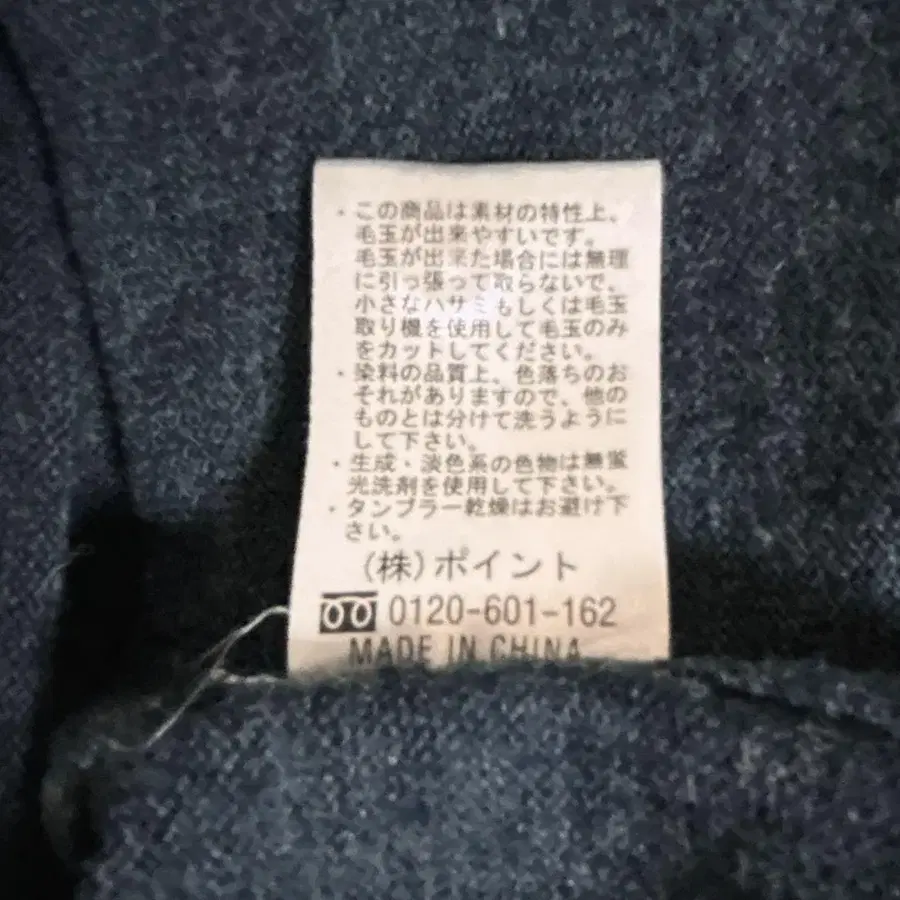 ・この商品は素材の特性上、
毛玉が出来やすいです。
毛玉が出来た場合には無理
に引っ張って取らないで、
小さなハサミもしくは毛玉
取り機を使用して毛玉のみ
をカットしてください。
・染料の品質上、色落ちのお
それがありますので、他の
ものとは分けて洗うように
して下さい。
・生成・淡色系の色物は無蛍
光洗剤を使用して下さい。
・タンブラー乾燥はお避け下
さい。
(株)ポイント
0120-601-162
MADE IN CHINA